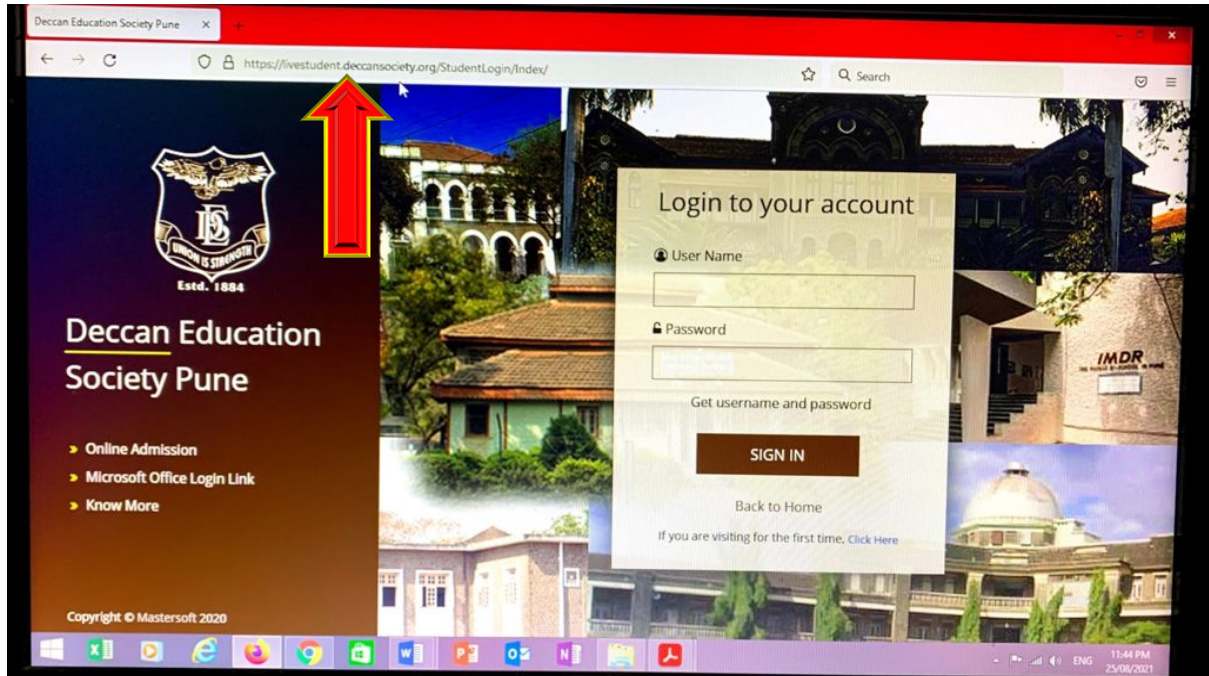 Deccan Education Society Pune
https://livestudent.deccansociety.org/StudentLogin/Index/
Search
DES
UNION IS STRENGTH
Estd. 1884
Deccan Education
Society Pune
Online Admission
Microsoft Office Login Link
Know More
Copyright © Mastersoft 2020
Login to your account
User Name
Password
Get username and password
SIGN IN
Back to Home
If you are visiting for the first time, Click Here
IMDR
ENG
11:44 PM
25/08/2021